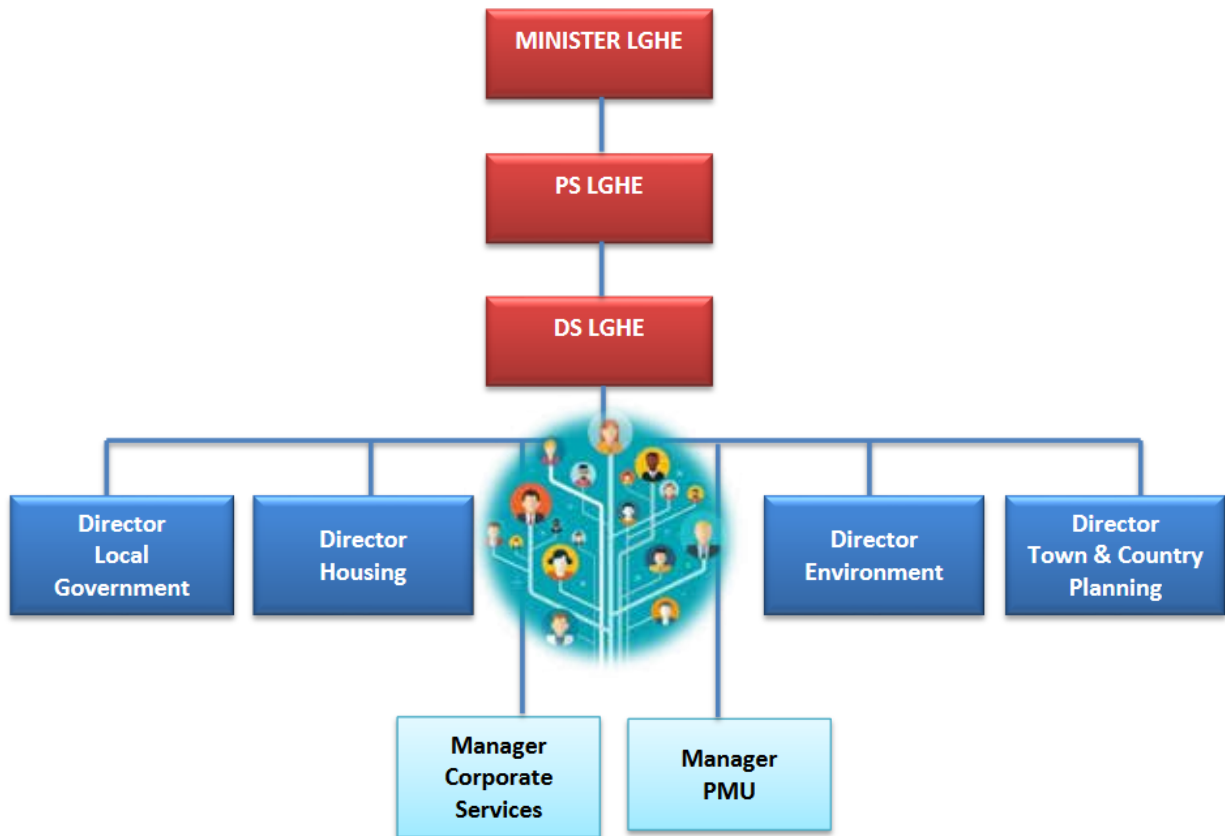 MINISTER LGHE
PS LGHE
DS LGHE
Director
Local
Government
Director
Housing
Director
Environment
Director
Town & Country
Planning
Manager
Corporate
Services
Manager
PMU